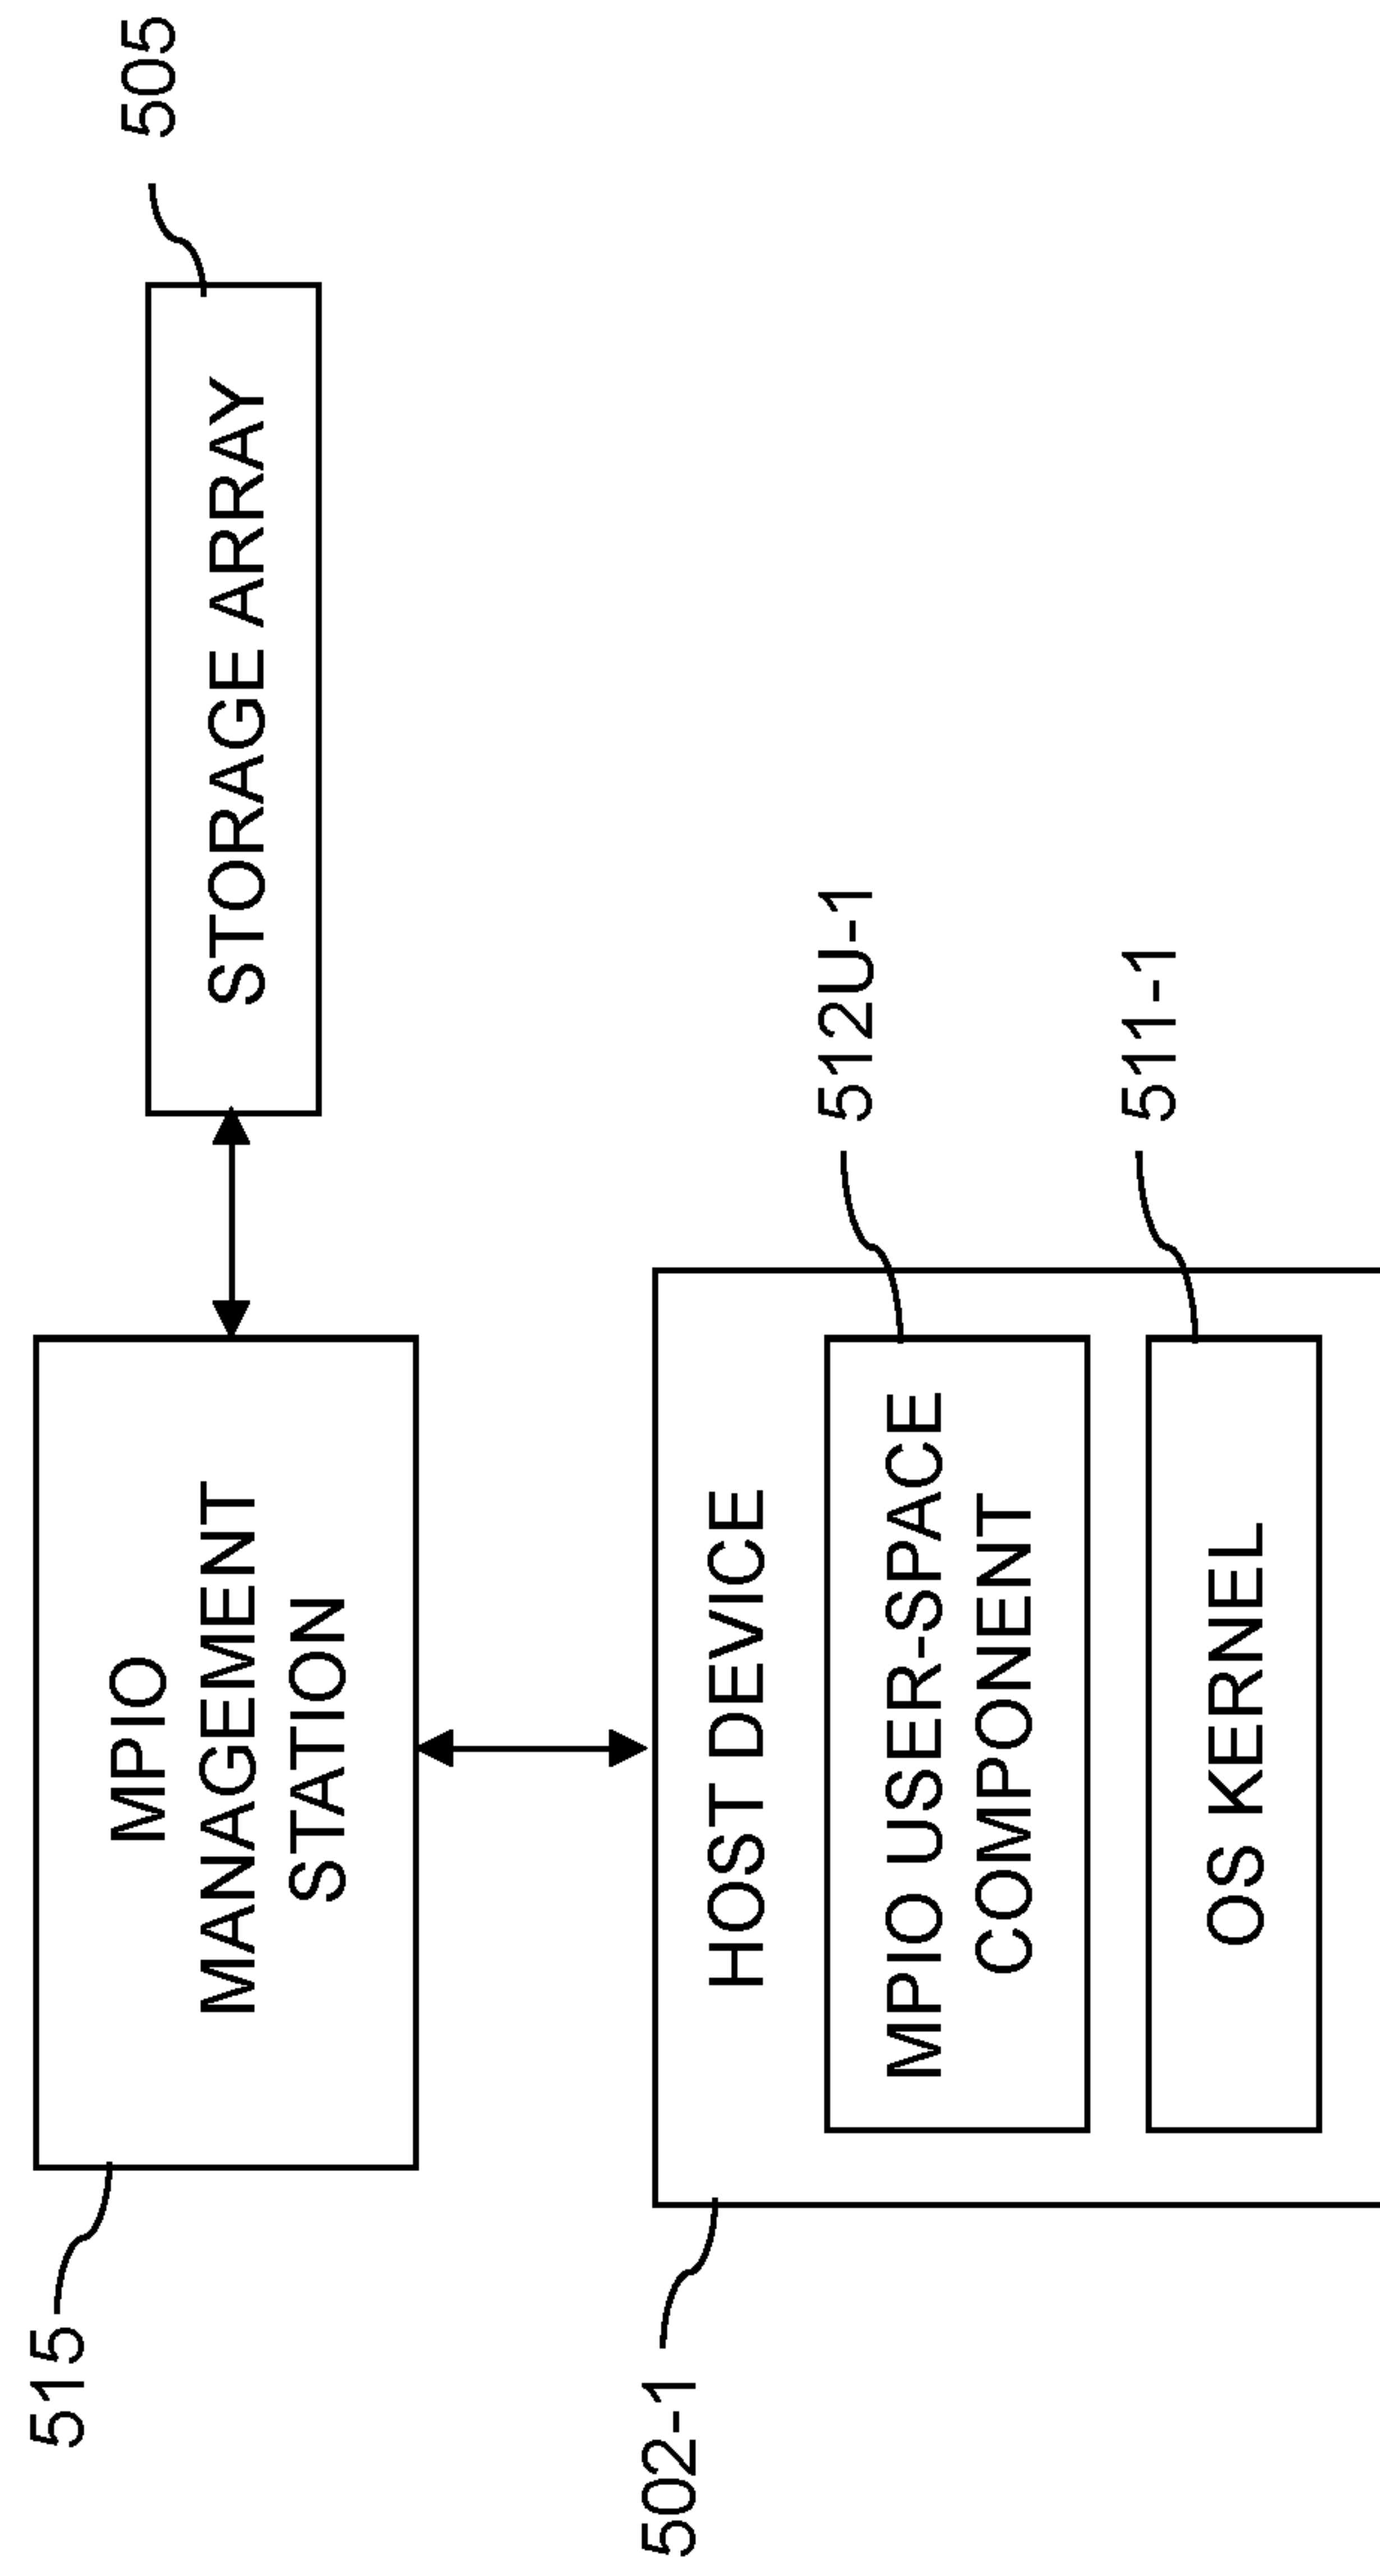 515
MPIO
MANAGEMENT
STATION
STORAGE ARRAY
505
502-1
HOST DEVICE
MPIO USER-SPACE
COMPONENT
512U-1
OS KERNEL
511-1